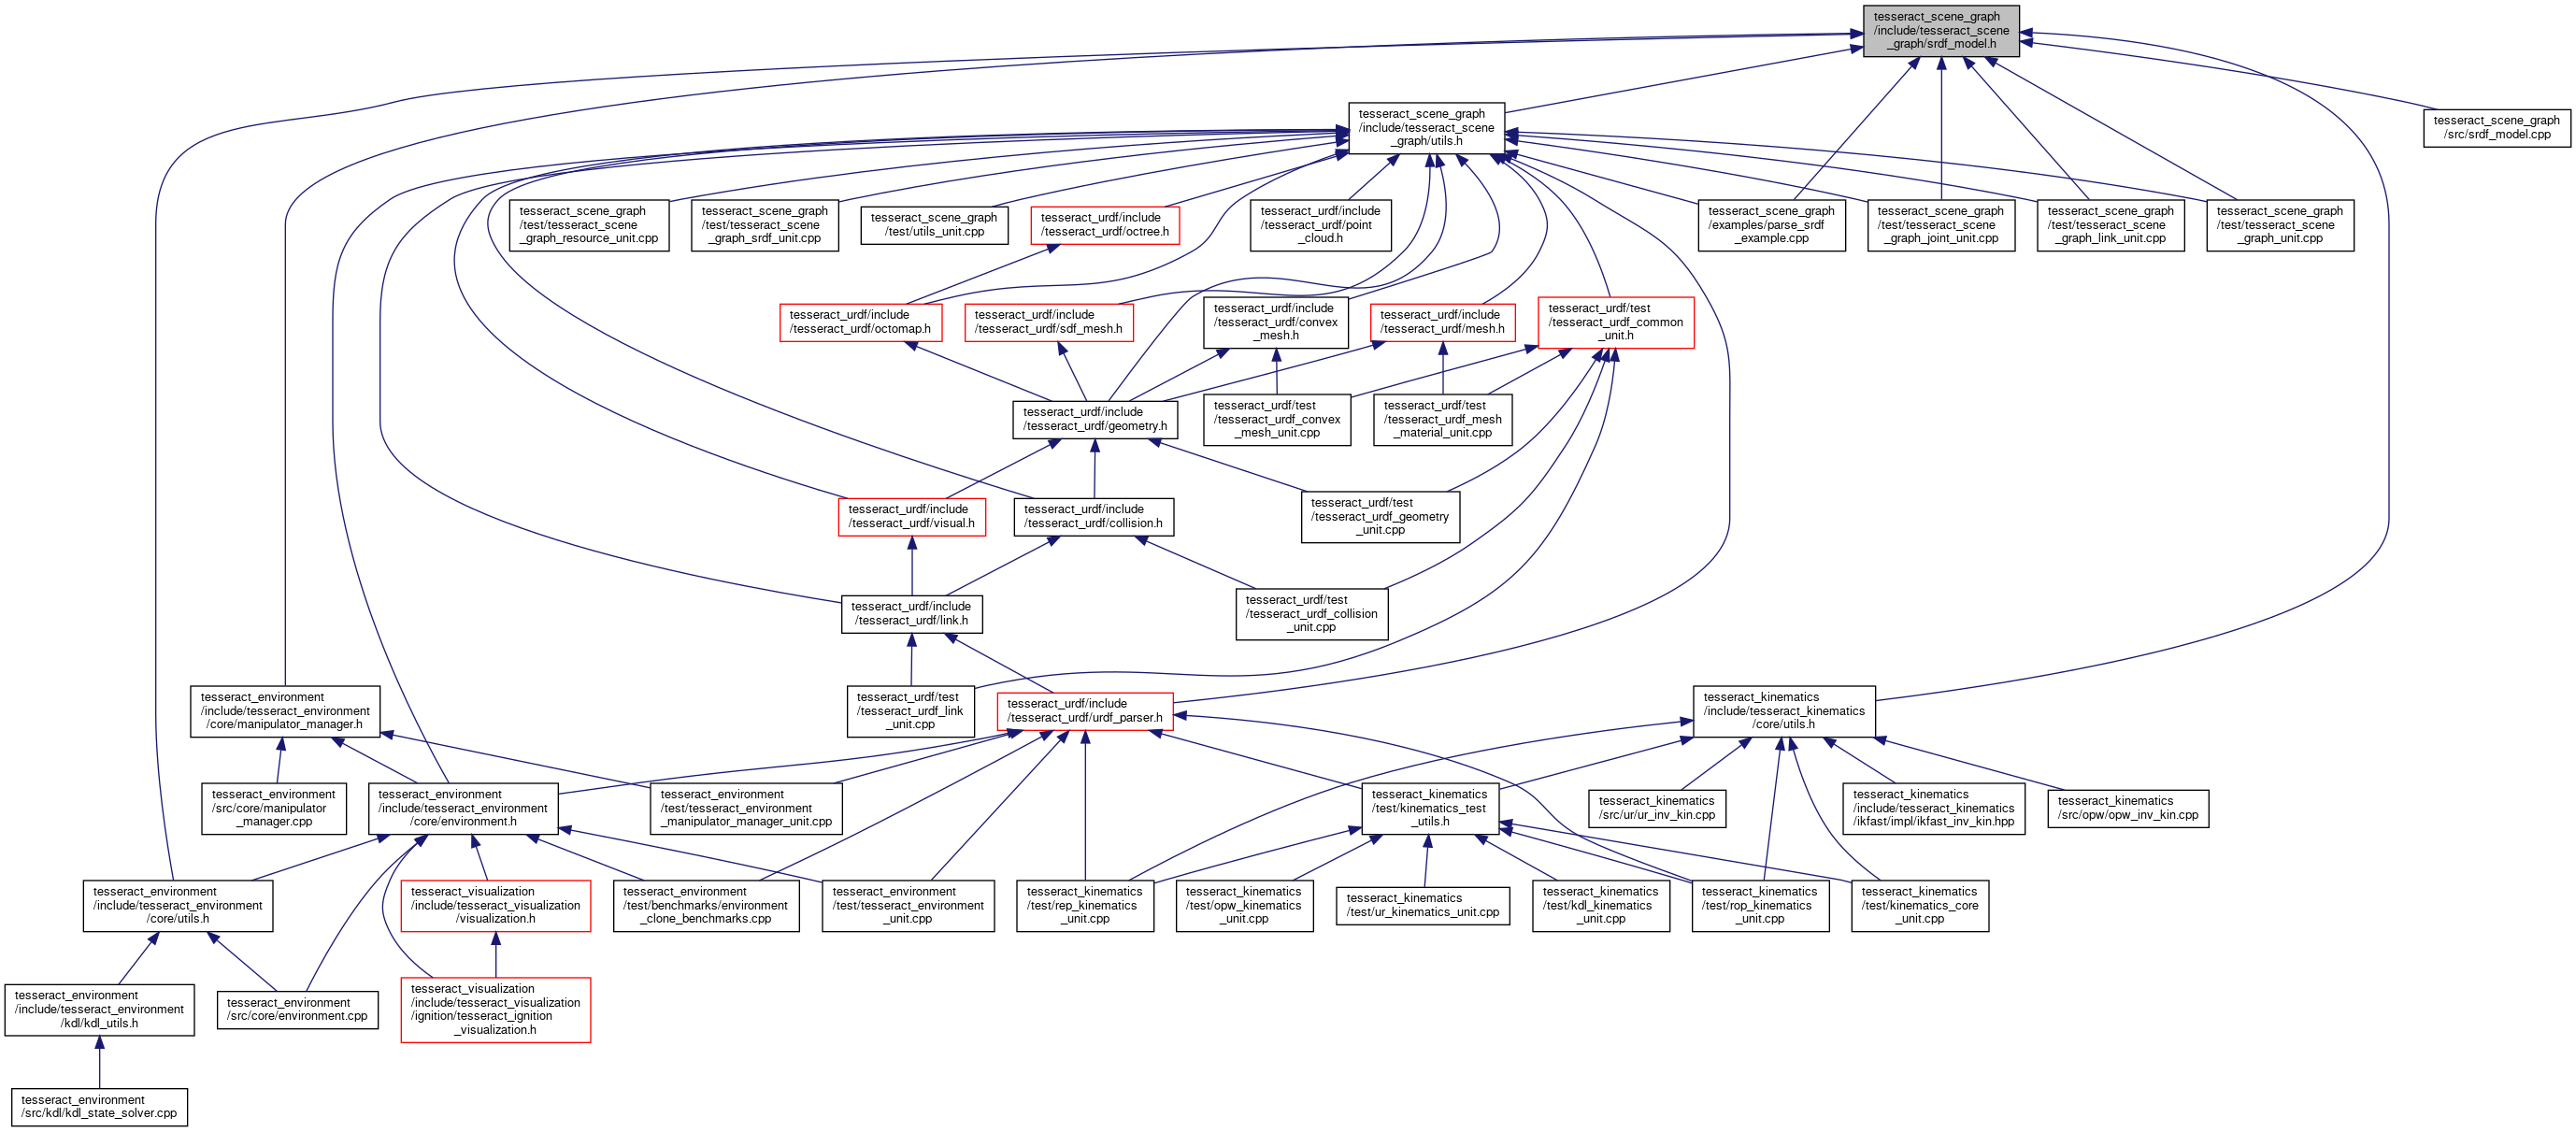 tesseract_scene_graph
/include/tesseract_scene
_graph/srdf_model.h
tesseract_scene_graph
/include/tesseract_scene
_graph/utils.h
tesseract_scene_graph
/src/srdf_model.cpp
tesseract_scene_graph
/test/tesseract_scene
_graph_resource_unit.cpp
tesseract_scene_graph
/test/tesseract_scene
_graph_srdf_unit.cpp
tesseract_scene_graph
/test/utils_unit.cpp
tesseract_urdf/include
/tesseract_urdf/octree.h
tesseract_urdf/include
/tesseract_urdf/point
_cloud.h
tesseract_scene_graph
/examples/parse_srdf
_example.cpp
tesseract_scene_graph
/test/tesseract_scene
_graph_joint_unit.cpp
tesseract_scene_graph
/test/tesseract_scene
_graph_link_unit.cpp
tesseract_scene_graph
/test/tesseract_scene
_graph_unit.cpp
tesseract_urdf/include
/tesseract_urdf/octomap.h
tesseract_urdf/include
/tesseract_urdf/sdf_mesh.h
tesseract_urdf/include
/tesseract_urdf/convex
_mesh.h
tesseract_urdf/include
/tesseract_urdf/mesh.h
tesseract_urdf/test
/tesseract_urdf_common
_unit.h
tesseract_urdf/include
/tesseract_urdf/geometry.h
tesseract_urdf/test
/tesseract_urdf_convex
_mesh_unit.cpp
tesseract_urdf/test
/tesseract_urdf_mesh
_material_unit.cpp
tesseract_urdf/include
/tesseract_urdf/visual.h
tesseract_urdf/include
/tesseract_urdf/collision.h
tesseract_urdf/test
/tesseract_urdf_geometry
_unit.cpp
tesseract_urdf/include
/tesseract_urdf/link.h
tesseract_urdf/test
/tesseract_urdf_collision
_unit.cpp
tesseract_environment
/include/tesseract_environment
/core/manipulator_manager.h
tesseract_urdf/test
/tesseract_urdf_link
_unit.cpp
tesseract_urdf/include
/tesseract_urdf/urdf_parser.h
tesseract_kinematics
/include/tesseract_kinematics
/core/utils.h
tesseract_environment
/src/core/manipulator
_manager.cpp
tesseract_environment
/include/tesseract_environment
/core/environment.h
tesseract_environment
/test/tesseract_environment
_manipulator_manager_unit.cpp
tesseract_kinematics
/test/kinematics_test
_utils.h
tesseract_kinematics
/src/ur/ur_inv_kin.cpp
tesseract_kinematics
/include/tesseract_kinematics
/ikfast/impl/ikfast_inv_kin.hpp
tesseract_kinematics
/src/opw/opw_inv_kin.cpp
tesseract_environment
/include/tesseract_environment
/core/utils.h
tesseract_visualization
/include/tesseract_visualization
/visualization.h
tesseract_environment
/test/benchmarks/environment
_clone_benchmarks.cpp
tesseract_environment
/test/tesseract_environment
_unit.cpp
tesseract_kinematics
/test/rep_kinematics
_unit.cpp
tesseract_kinematics
/test/opw_kinematics
_unit.cpp
tesseract_kinematics
/test/ur_kinematics_unit.cpp
tesseract_kinematics
/test/kdl_kinematics
_unit.cpp
tesseract_kinematics
/test/rop_kinematics
_unit.cpp
tesseract_kinematics
/test/kinematics_core
_unit.cpp
tesseract_environment
/include/tesseract_environment
/kdl/kdl_utils.h
tesseract_environment
/src/core/environment.cpp
tesseract_visualization
/include/tesseract_visualization
/ignition/tesseract_ignition
_visualization.h
tesseract_environment
/src/kdl/kdl_state_solver.cpp